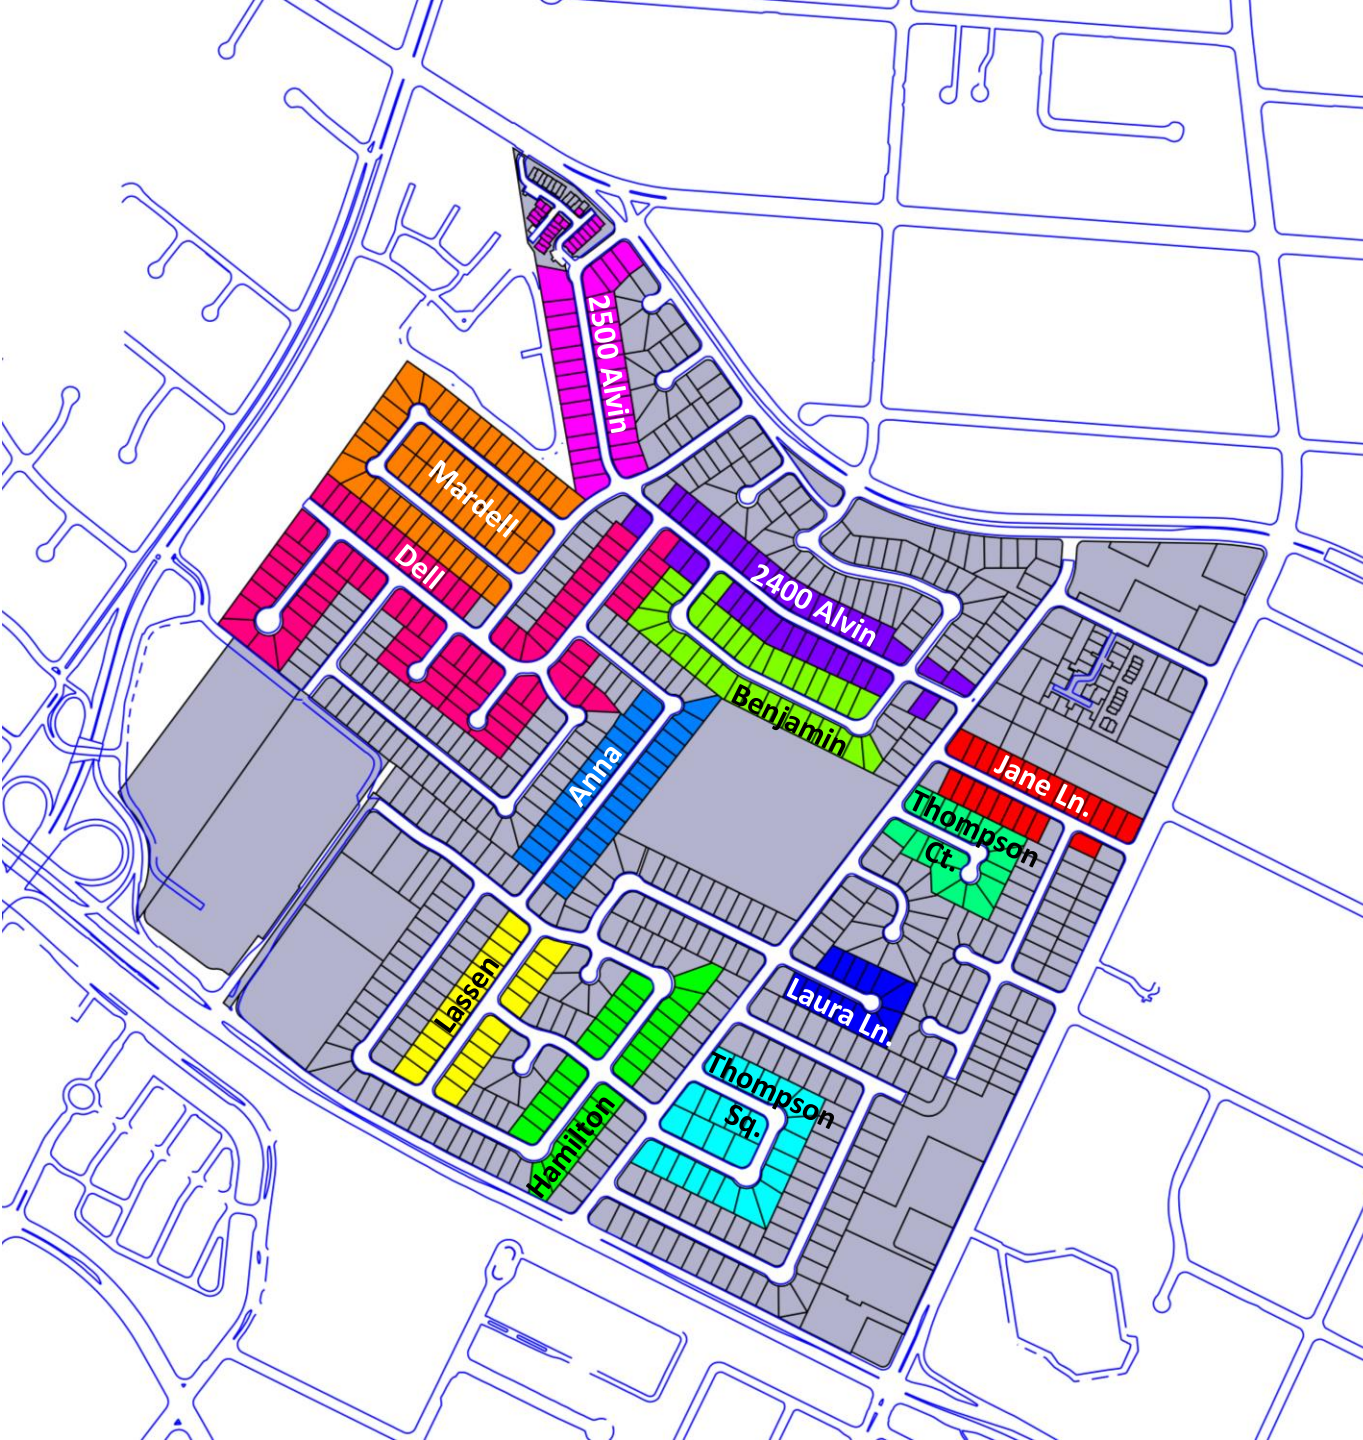 2500 Alvin
Mardell
Dell
2400 Alvin
Benjamin
Anna
Jane Ln.
Thompson
Ct.
Lassen
Laura Ln.
Thompson
Sq.
Hamilton